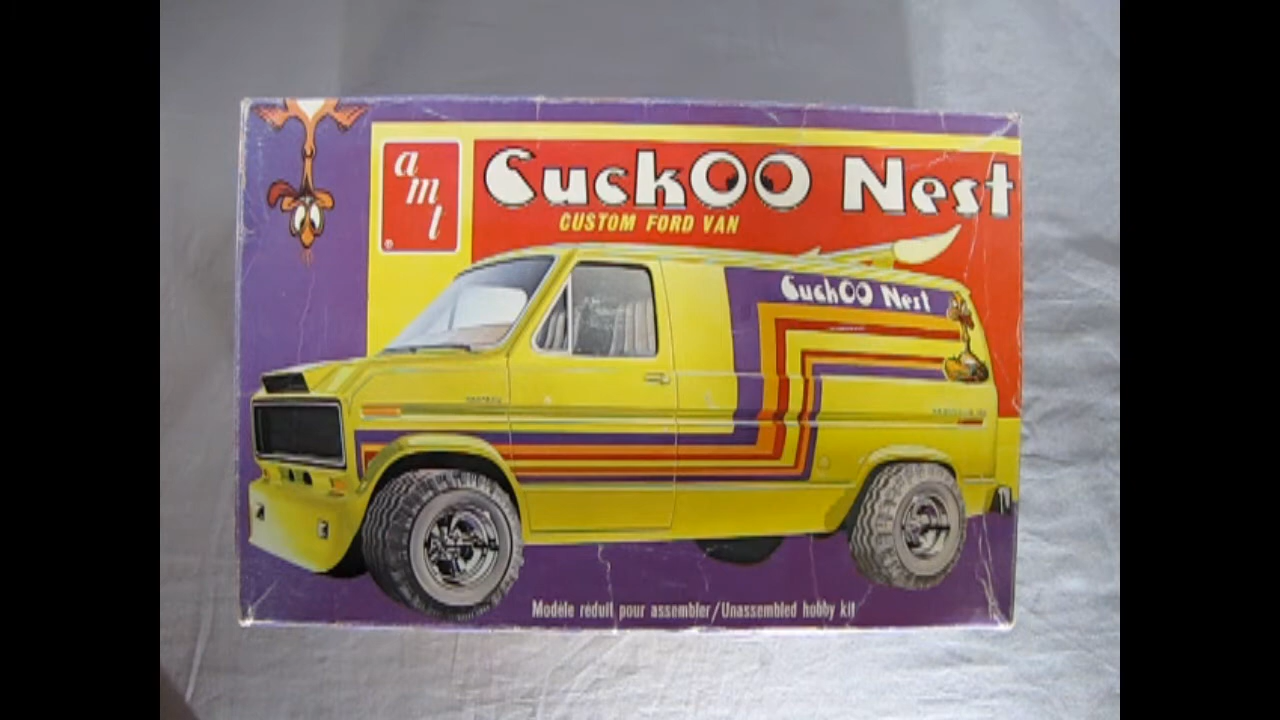 amt
CuckOO Nest
CUSTOM FORD VAN
CuckOO Nest
Modèle réduit pour assembler/Unassembled hobby kit